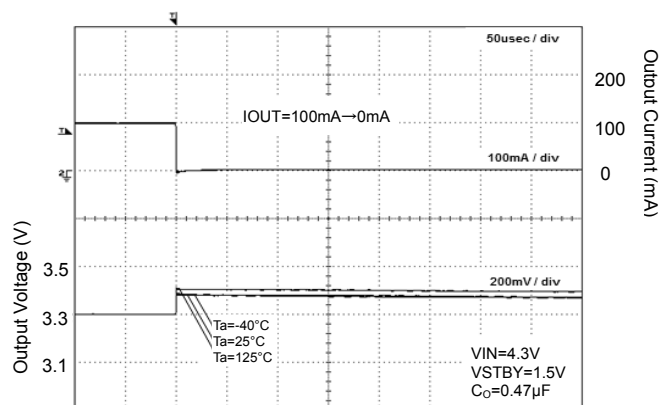 50usec / div
200
IOUT=100mA→0mA
100
100mA / div
0
Output Current (mA)
Output Voltage (V)
3.5
200mV / div
3.3
Ta=-40°C
Ta=25°C
Ta=125°C
3.1
VIN=4.3V
VSTBY=1.5V
Co=0.47µF